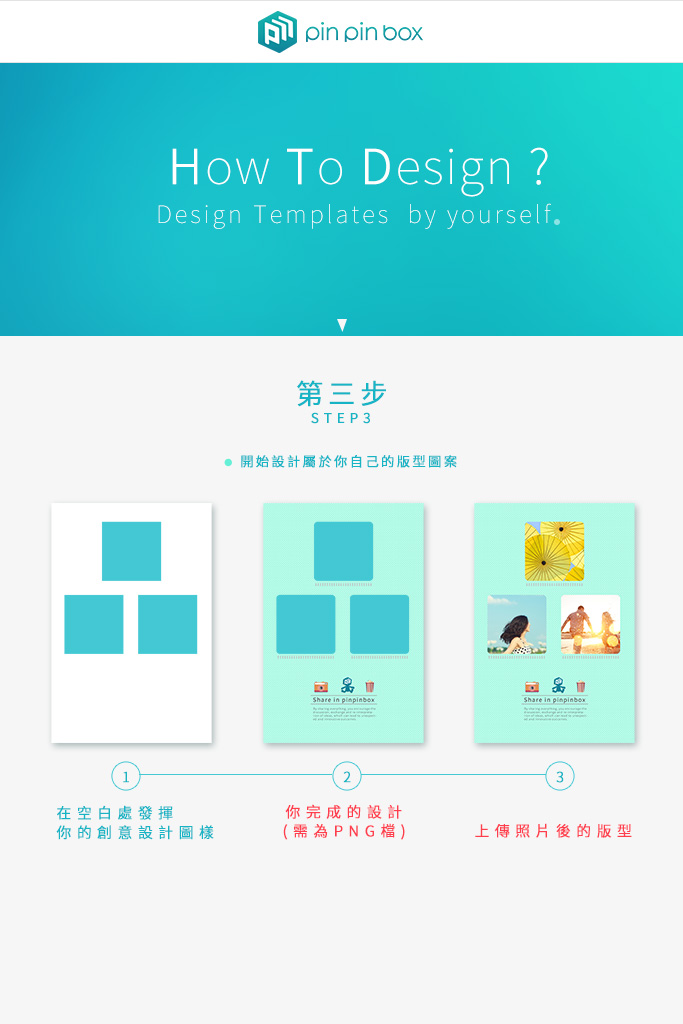 pin pin box
How To Design ?
Design Templates by yourself.
第三步
STEP3
開始設計屬於你自己的版型圖案
Share in pinpinbox
Share in pinpinbox
1
2
3
在空白處發揮
你的創意設計圖樣
你完成的設計
(需為PNG檔)
上傳照片後的版型